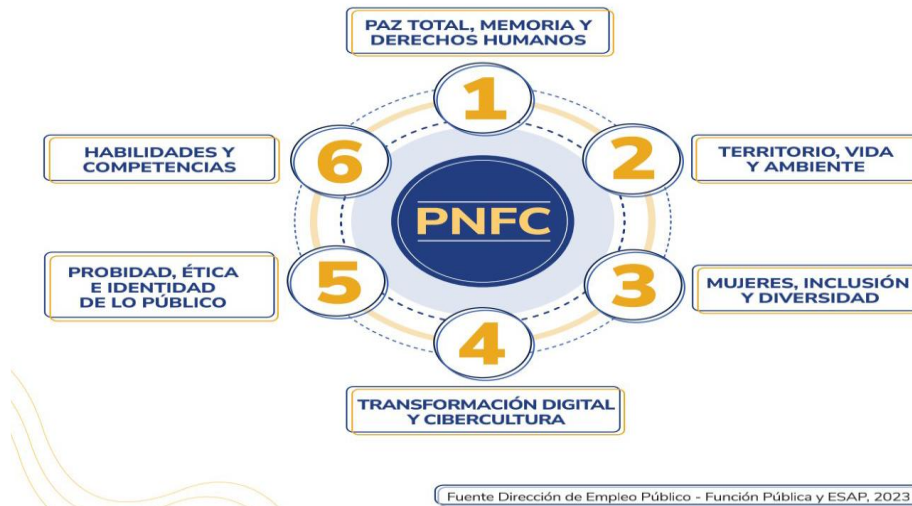 PAZ TOTAL, MEMORIA Y
DERECHOS HUMANOS
1
6
HABILIDADES Y
COMPETENCIAS
2
TERRITORIO, VIDA
Y AMBIENTE
PNFC
5
PROBIDAD, ÉTICA
E IDENTIDAD
DE LO PÚBLICO
3
MUJERES, INCLUSIÓN
Y DIVERSIDAD
4
TRANSFORMACIÓN DIGITAL
Y CIBERCULTURA
Fuente Dirección de Empleo Público - Función Pública y ESAP, 2023